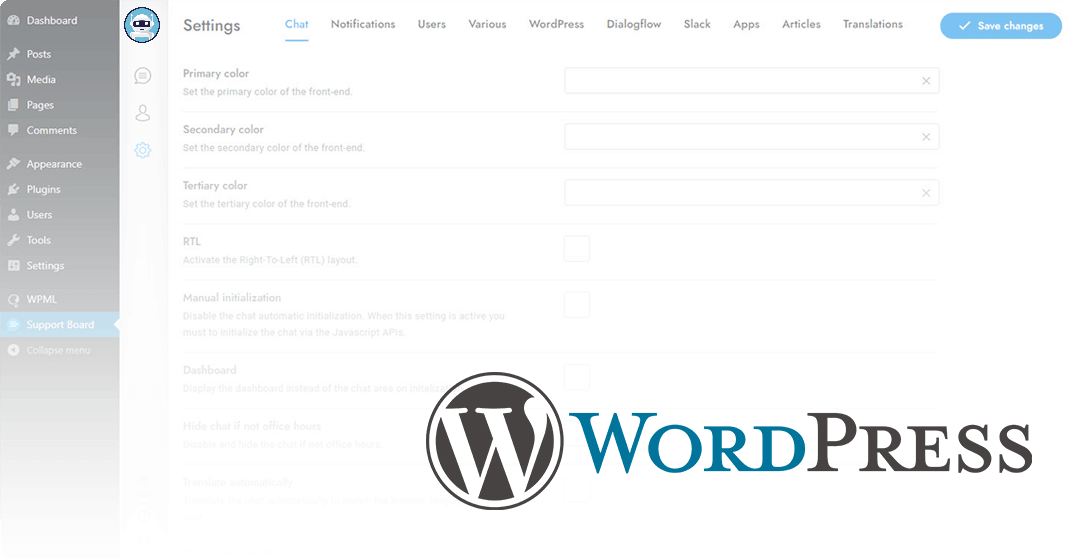 Dashboard
Posts
Media
Pages
Comments
Appearance
Plugins
Users
Tools
Settings
WPML
Support Board
Collapse menu
Settings
Chat Notifications Users Various WordPress Dialogflow Slack Apps Articles Translations
Save changes
Primary color
Set the primary color of the front-end.
Secondary color
Set the secondary color of the front-end.
Tertiary color
Set the tertiary color of the front-end.
RTL
Activate the Right-To-Left (RTL) layout.
Manual initialization
Disable the chat automatic initialization. When this setting is active you
must to initialize the chat via the Javascript APIs.
Dashboard
Display the dashboard instead of the chat area on
Hide chat if not office hours
Disable and hide the chat if not office hours.
Translate automatically
WORDPRESS